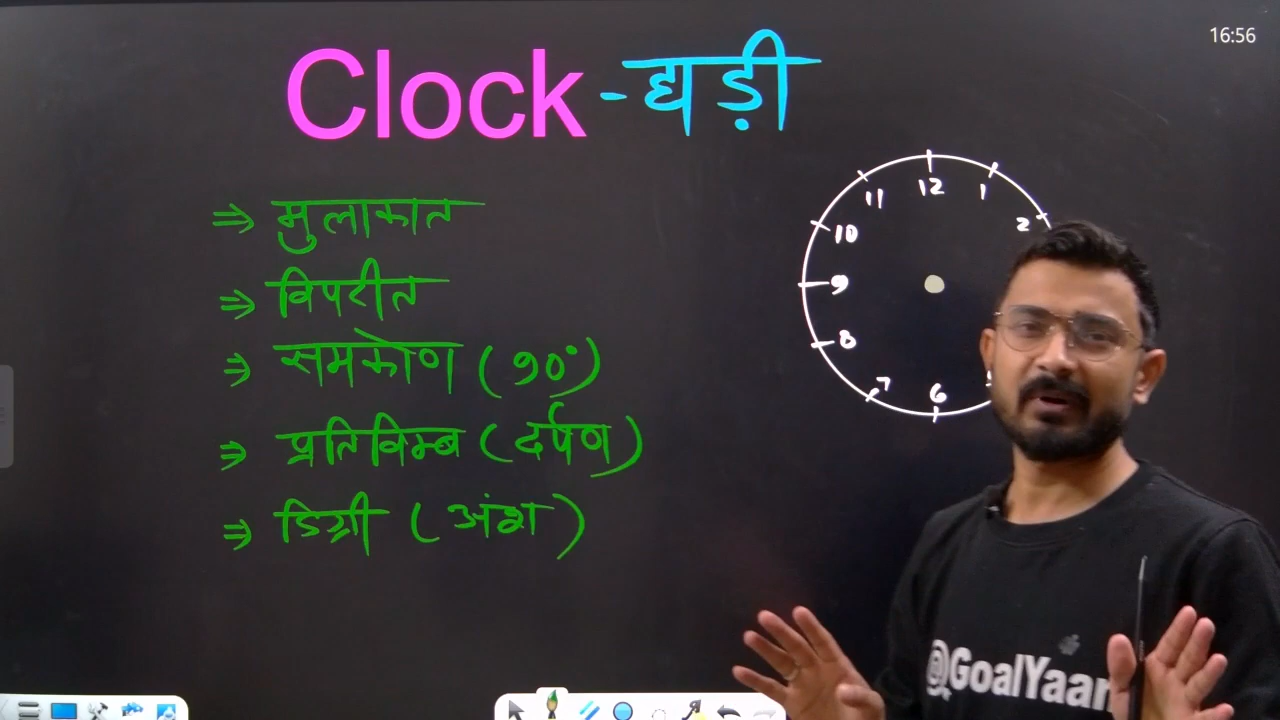 16:56
Clock - घड़ी
⇒ मुलाकात
⇒ विपरीत
⇒ समकोण (90°)
⇒ प्रतिविम्ब (दर्पण)
⇒ डिग्री (अंश)
12
11
1
10
2
9
8
7
6
@GoalYaan